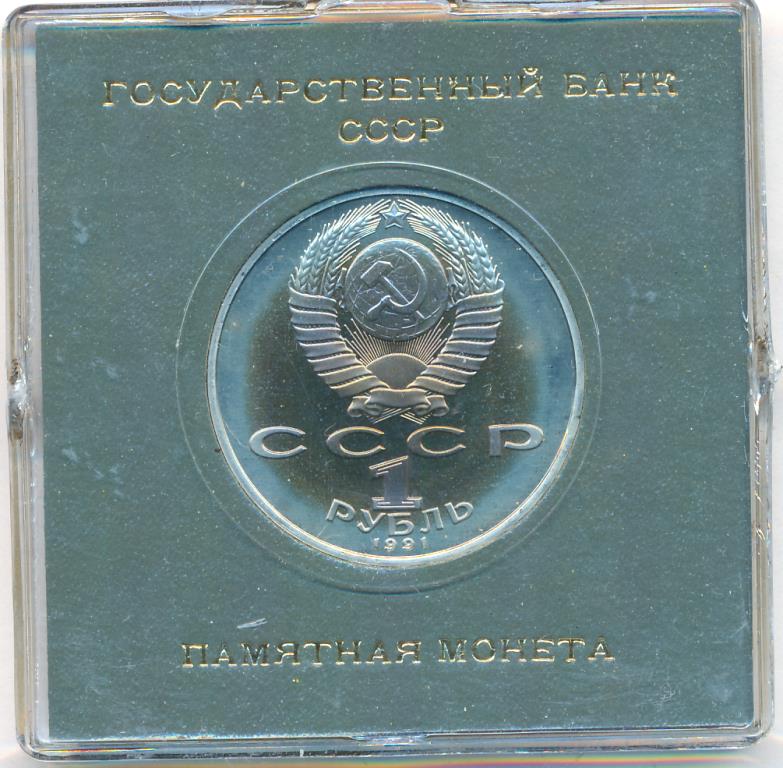 ГОСУДАРСТВЕННЫЙ БАНК
СССР
СССР
1
РУБЛЬ
1991
ПАМЯТНАЯ МОНЕТА